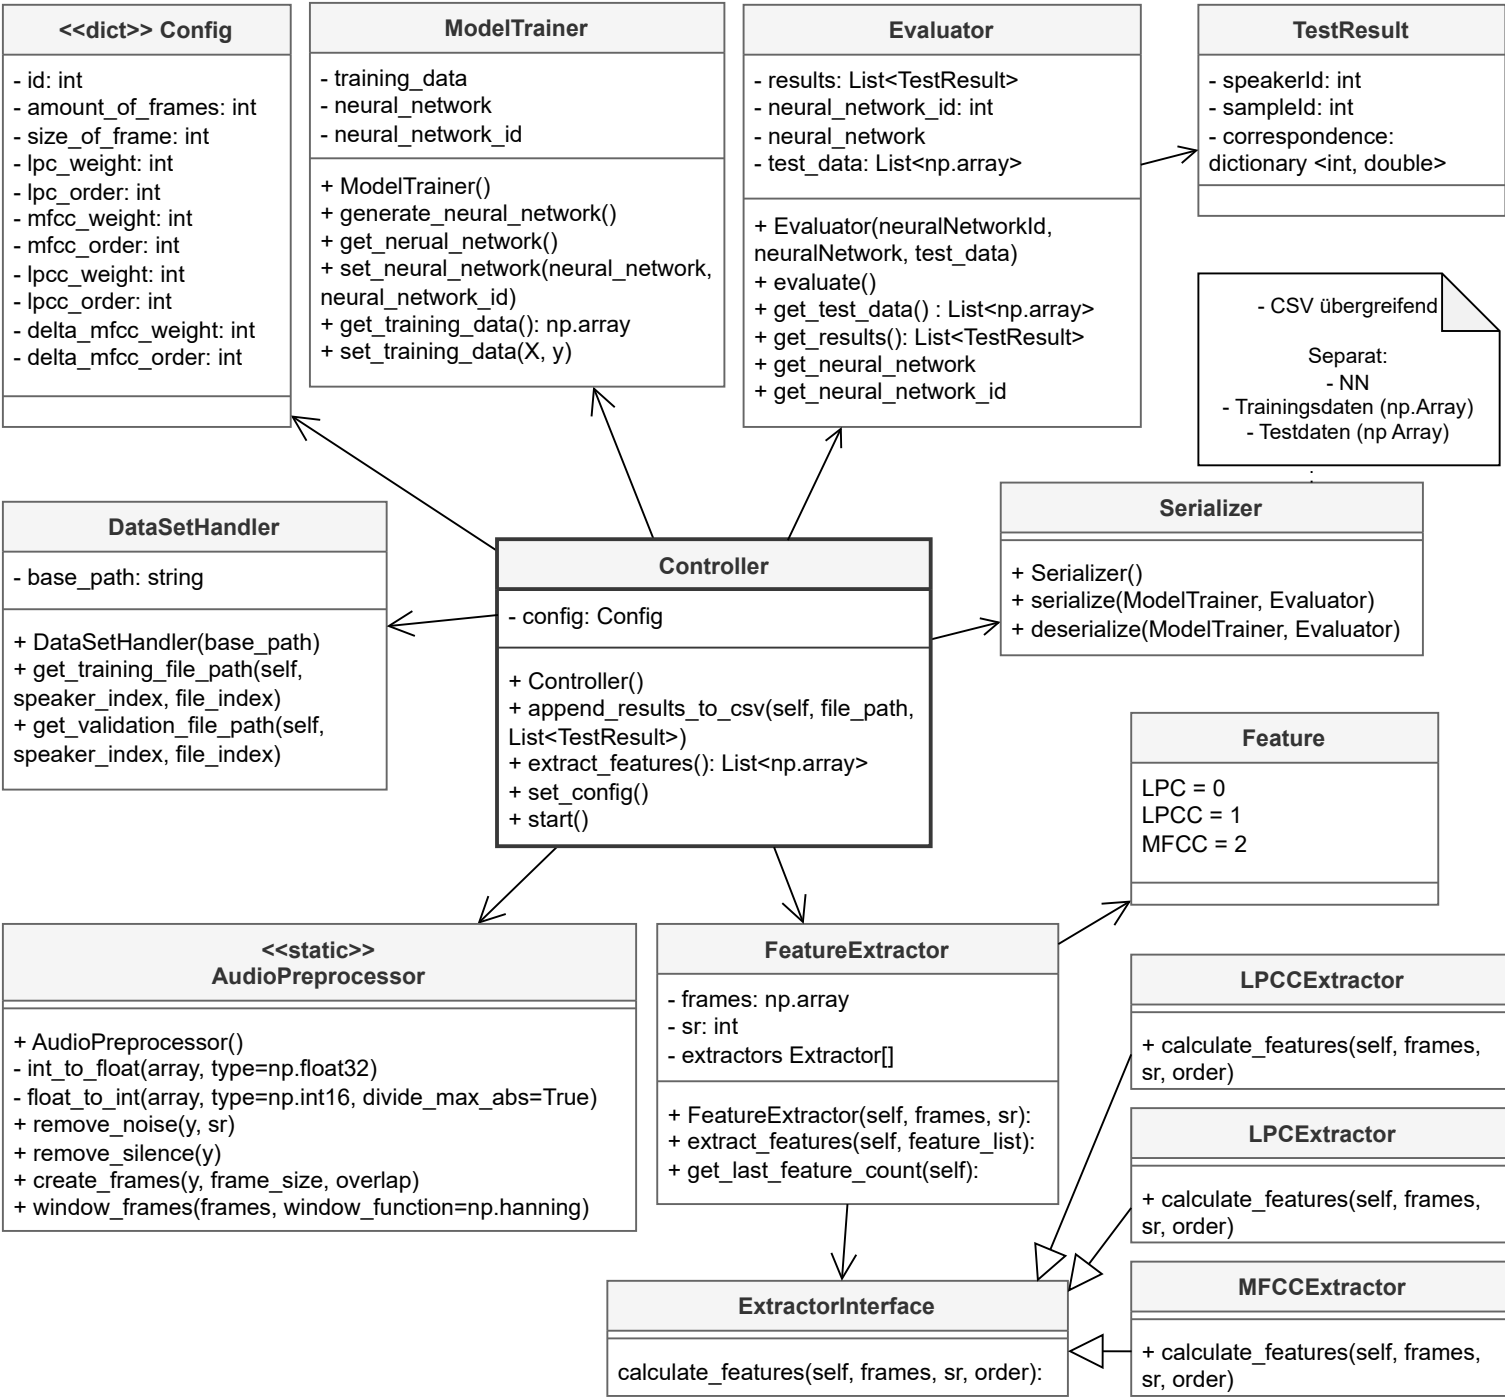 <<dict>> Config
- id: int
- amount_of_frames: int
- size_of_frame: int
- lpc_weight: int
- lpc_order: int
- mfcc_weight: int
- mfcc_order: int
- lpcc_weight: int
- lpcc_order: int
- delta_mfcc_weight: int
- delta_mfcc_order: int
ModelTrainer
- training_data
- neural_network
- neural_network_id
+ ModelTrainer()
+ generate_neural_network()
+ get_nerual_network()
+ set_neural_network(neural_network,
neural_network_id)
+ get_training_data(): np.array
+ set_training_data(X, y)
Evaluator
- results: List<TestResult>
- neural_network_id: int
- neural_network
- test_data: List<np.array>
+ Evaluator(neuralNetworkId,
neuralNetwork, test_data)
+ evaluate()
+ get_test_data() : List<np.array>
+ get_results(): List<TestResult>
+ get_neural_network
+ get_neural_network_id
TestResult
- speakerId: int
- sampleId: int
- correspondence:
dictionary <int, double>
- CSV übergreifend
Separat:
- NN
- Trainingsdaten (np.Array)
- Testdaten (np Array)
DataSetHandler
- base_path: string
+ DataSetHandler(base_path)
+ get_training_file_path(self,
speaker_index, file_index)
+ get_validation_file_path(self,
speaker_index, file_index)
Controller
- config: Config
+ Controller()
+ append_results_to_csv(self, file_path,
List<TestResult>)
+ extract_features(): List<np.array>
+ set_config()
+ start()
Serializer
+ Serializer()
+ serialize(ModelTrainer, Evaluator)
+ deserialize(ModelTrainer, Evaluator)
Feature
LPC = 0
LPCC = 1
MFCC = 2
<<static>>
AudioPreprocessor
+ AudioPreprocessor()
- int_to_float(array, type=np.float32)
- float_to_int(array, type=np.int16, divide_max_abs=True)
+ remove_noise(y, sr)
+ remove_silence(y)
+ create_frames(y, frame_size, overlap)
+ window_frames(frames, window_function=np.hanning)
FeatureExtractor
- frames: np.array
- sr: int
- extractors Extractor[]
+ FeatureExtractor(self, frames, sr):
+ extract_features(self, feature_list):
+ get_last_feature_count(self):
LPCCExtractor
+ calculate_features(self, frames,
sr, order)
LPCExtractor
+ calculate_features(self, frames,
sr, order)
MFCCExtractor
+ calculate_features(self, frames,
sr, order)
ExtractorInterface
calculate_features(self, frames, sr, order):